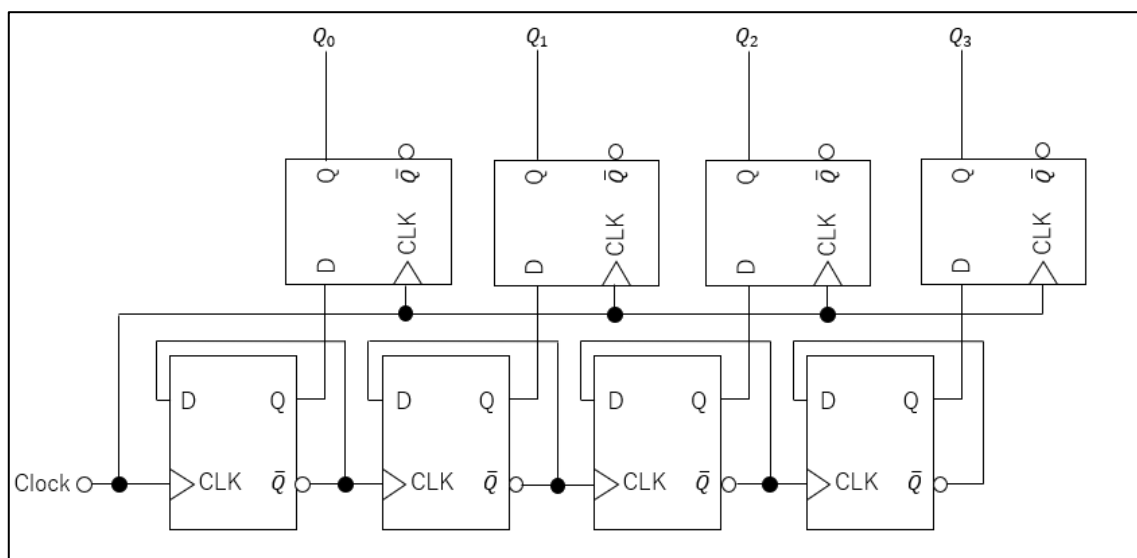 Q₀ Q₁ Q₂ Q₃
Q Q̅ Q Q̅ Q Q̅ Q Q̅
D CLK D CLK D CLK D CLK
D Q D Q D Q D Q
Clock CLK Q̅ CLK Q̅ CLK Q̅ CLK Q̅